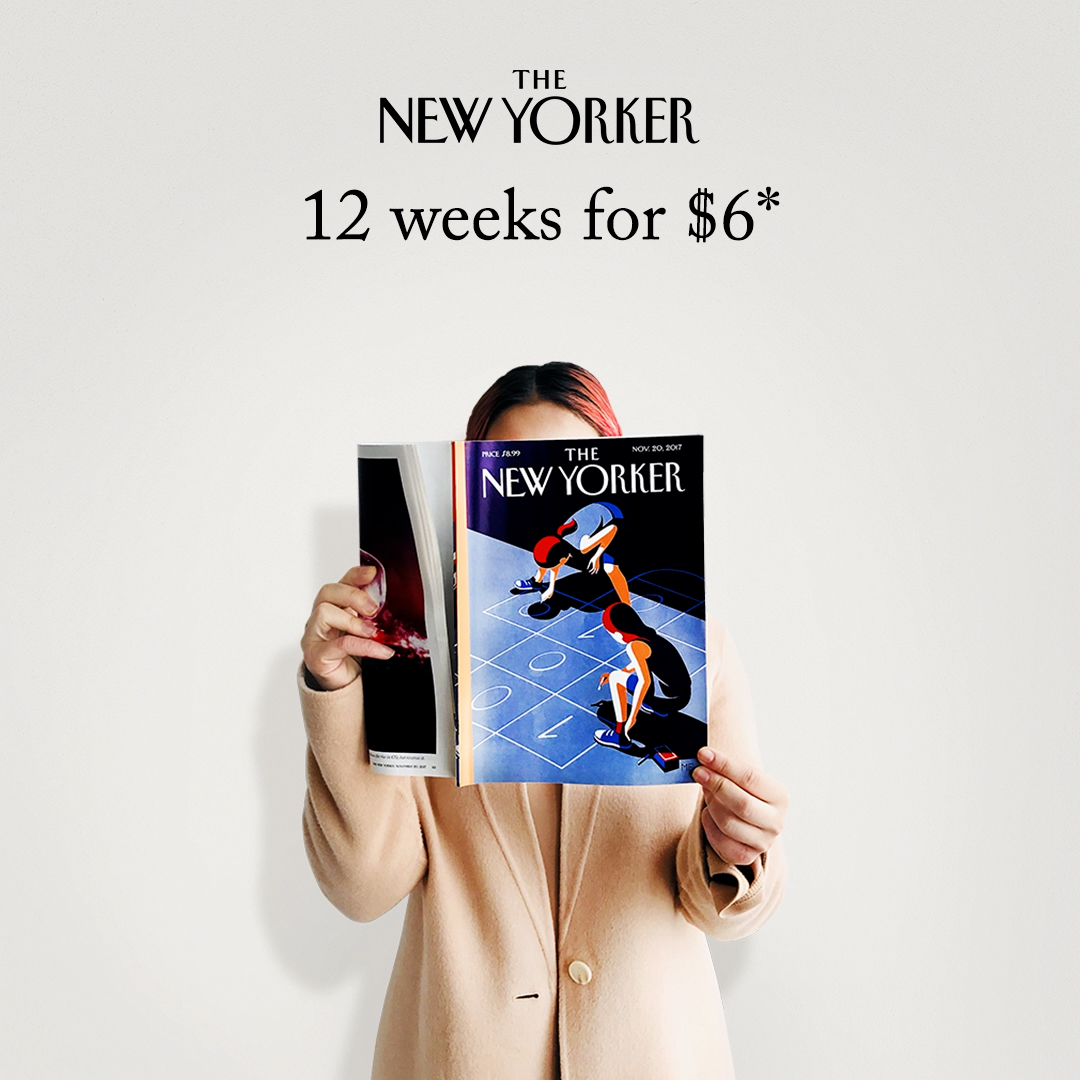 THE
NEW YORKER
12 weeks for $6*
PRICE $8.99
THE
NOV. 20, 2017
NEW YORKER